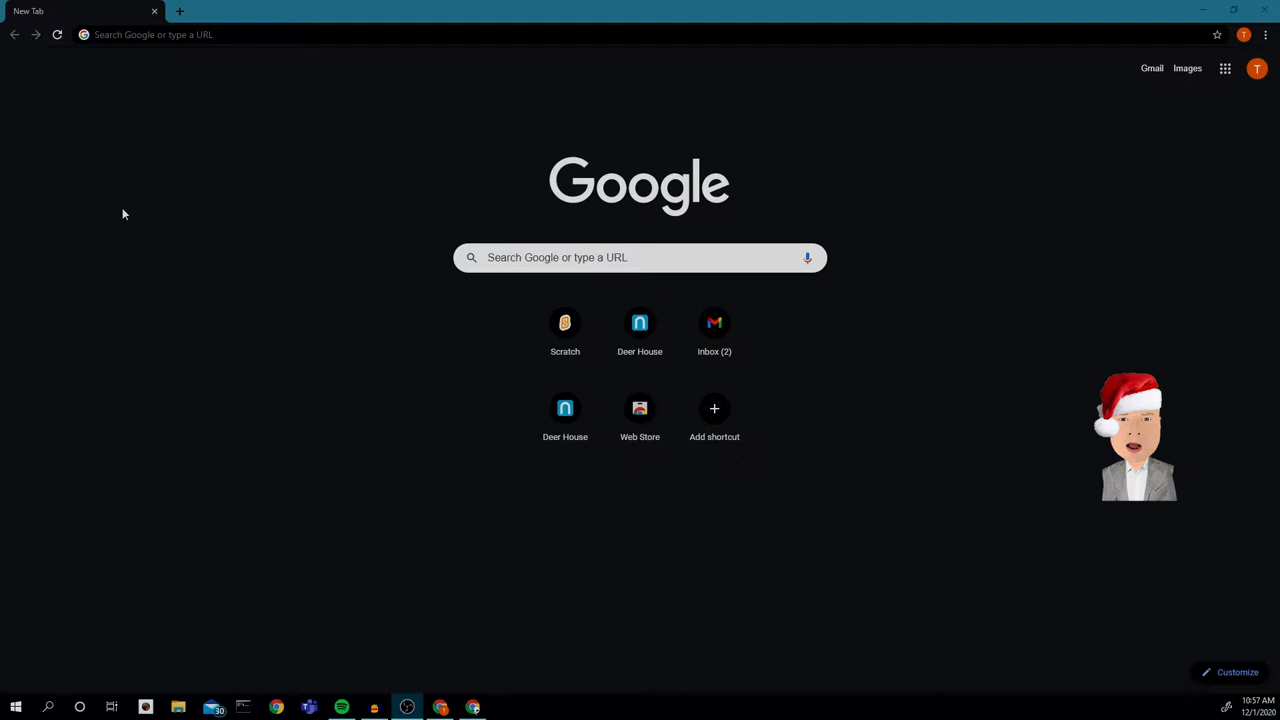 New Tab
Search Google or type a URL
T
Gmail Images T
Google
Search Google or type a URL
Scratch Deer House Inbox (2)
Deer House Web Store Add shortcut
Customize
30
10:57 AM
12/1/2020